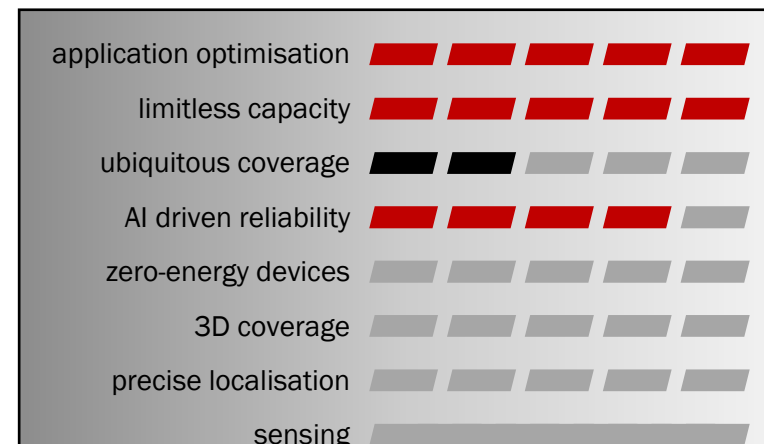 application optimisation
limitless capacity
ubiquitous coverage
AI driven reliability
zero-energy devices
3D coverage
precise localisation
sensing